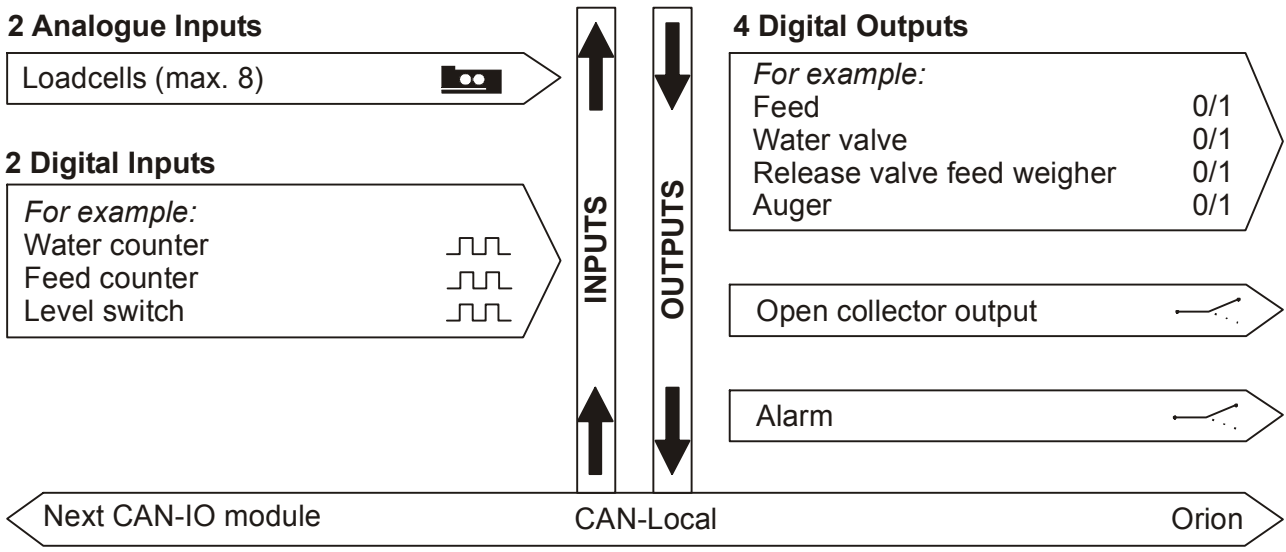 2 Analogue Inputs
Loadcells (max. 8)
2 Digital Inputs
For example:
Water counter
Feed counter
Level switch
INPUTS
OUTPUTS
4 Digital Outputs
For example:
Feed 0/1
Water valve 0/1
Release valve feed weigher 0/1
Auger 0/1
Open collector output
Alarm
Next CAN-IO module CAN-Local Orion